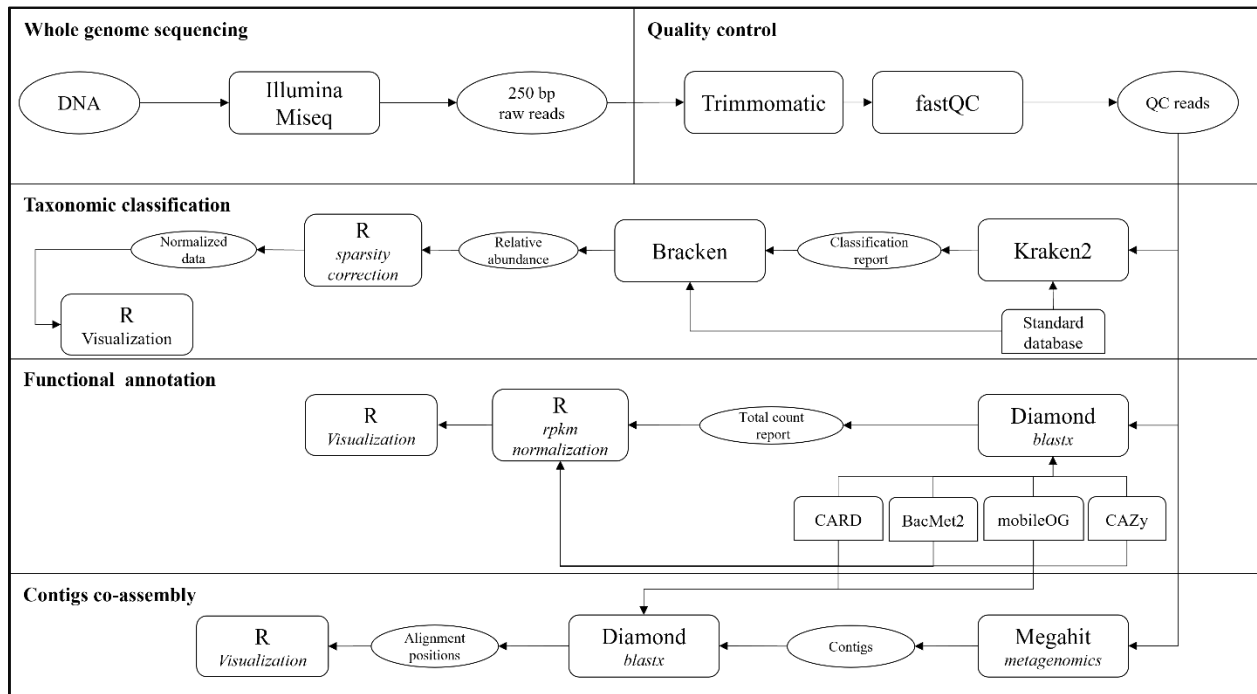 Whole genome sequencing
DNA
Illumina
Miseq
250 bp
raw reads
Quality control
Trimmomatic
fastQC
QC reads
Taxonomic classification
Normalized
data
R
sparsity
correction
Relative
abundance
Bracken
Classification
report
Kraken2
R
Visualization
Standard
database
Functional annotation
R
Visualization
R
rpkm
normalization
Total count
report
Diamond
blastx
CARD
BacMet2
mobileOG
CAZy
Contigs co-assembly
R
Visualization
Alignment
positions
Diamond
blastx
Contigs
Megahit
metagenomics